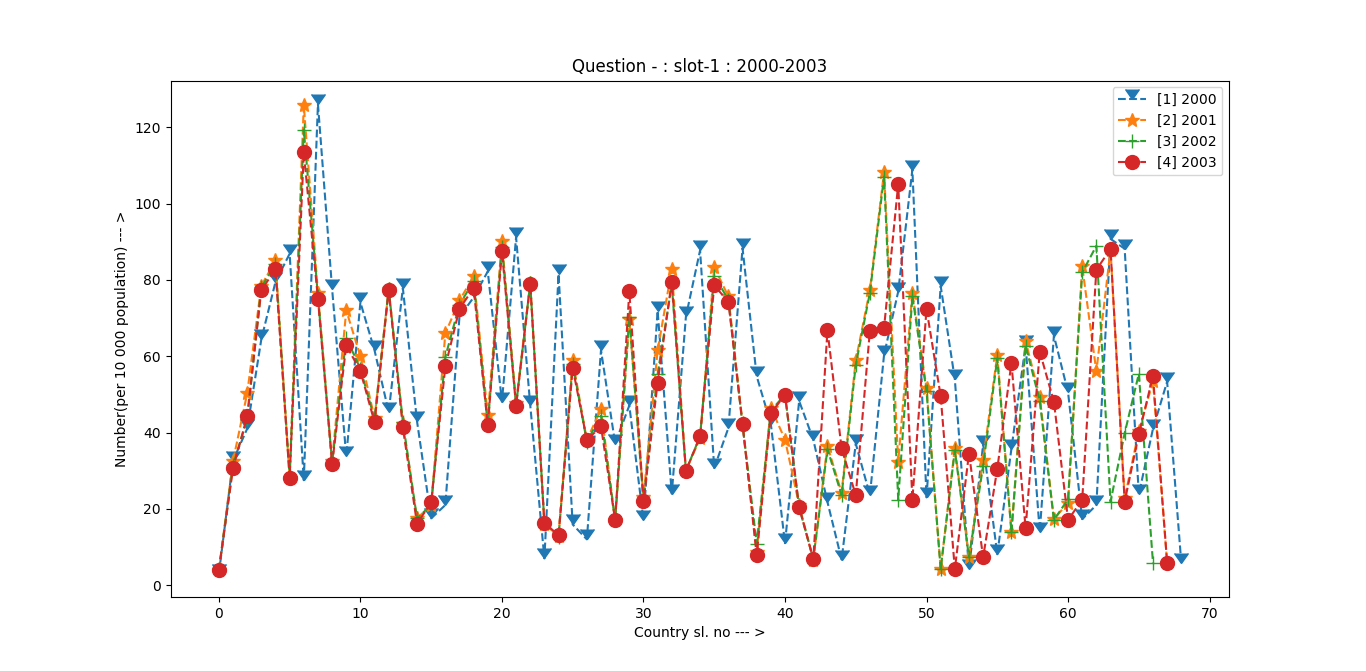 Question - : slot-1 : 2000-2003
[1] 2000
[2] 2001
[3] 2002
[4] 2003
Number(per 10 000 population) --- >
120
100
80
60
40
20
0
0 10 20 30 40 50 60 70
Country sl. no --- >